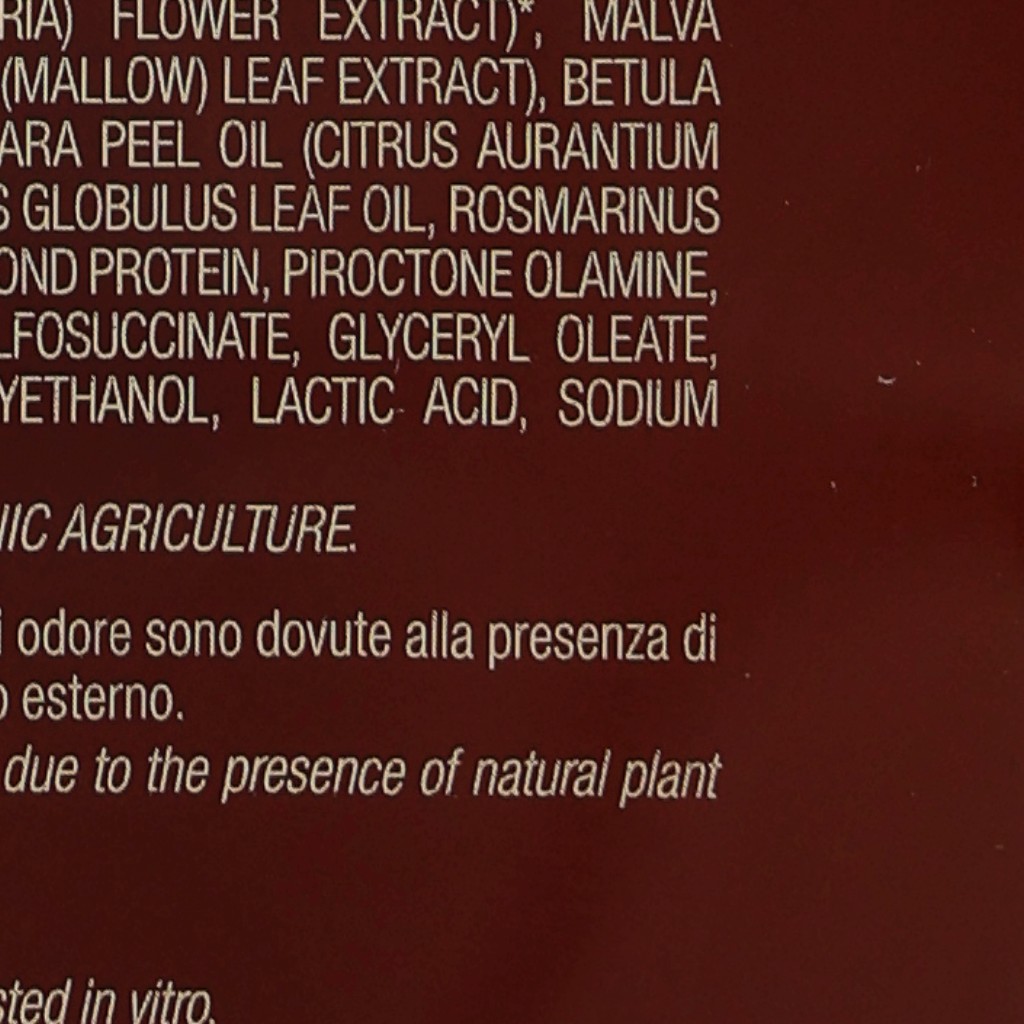 RIA) FLOWER EXTRACT)*, MALVA
(MALLOW) LEAF EXTRACT), BETULA
ARA PEEL OIL (CITRUS AURANTIUM
S GLOBULUS LEAF OIL, ROSMARINUS
OND PROTEIN, PIROCTONE OLAMINE,
LFOSUCCINATE, GLYCERYL OLEATE,
YETHANOL, LACTIC ACID, SODIUM
NIC AGRICULTURE.
i odore sono dovute alla presenza di
o esterno.
due to the presence of natural plant
sted in vitro.